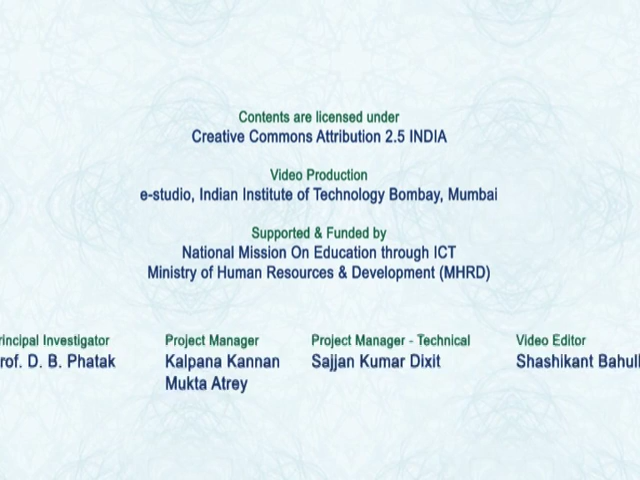 Contents are licensed under
Creative Commons Attribution 2.5 INDIA
Video Production
e-studio, Indian Institute of Technology Bombay, Mumbai
Supported & Funded by
National Mission On Education through ICT
Ministry of Human Resources & Development (MHRD)
rincipal Investigator
rof. D. B. Phatak
Project Manager
Kalpana Kannan
Mukta Atrey
Project Manager - Technical
Sajjan Kumar Dixit
Video Editor
Shashikant